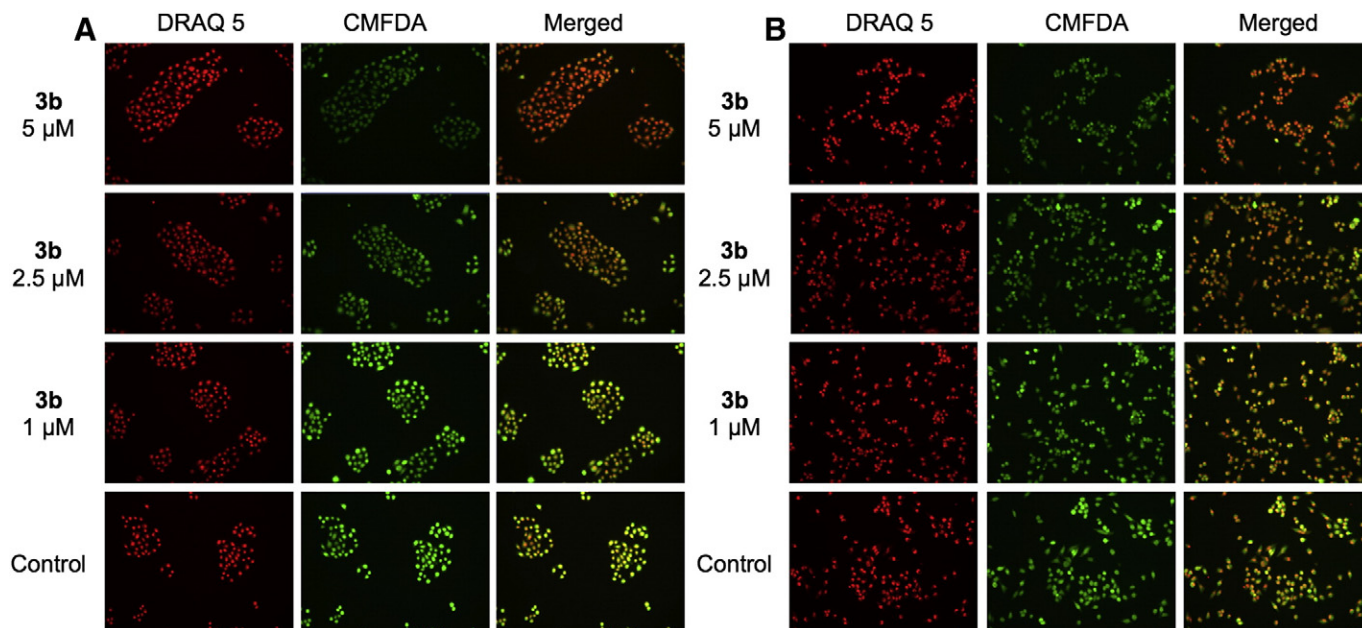 A DRAQ 5 CMFDA Merged B DRAQ 5 CMFDA Merged
3b 3b
5 μM 5 μM
3b 3b
2.5 μM 2.5 μM
3b 3b
1 μM 1 μM
Control Control